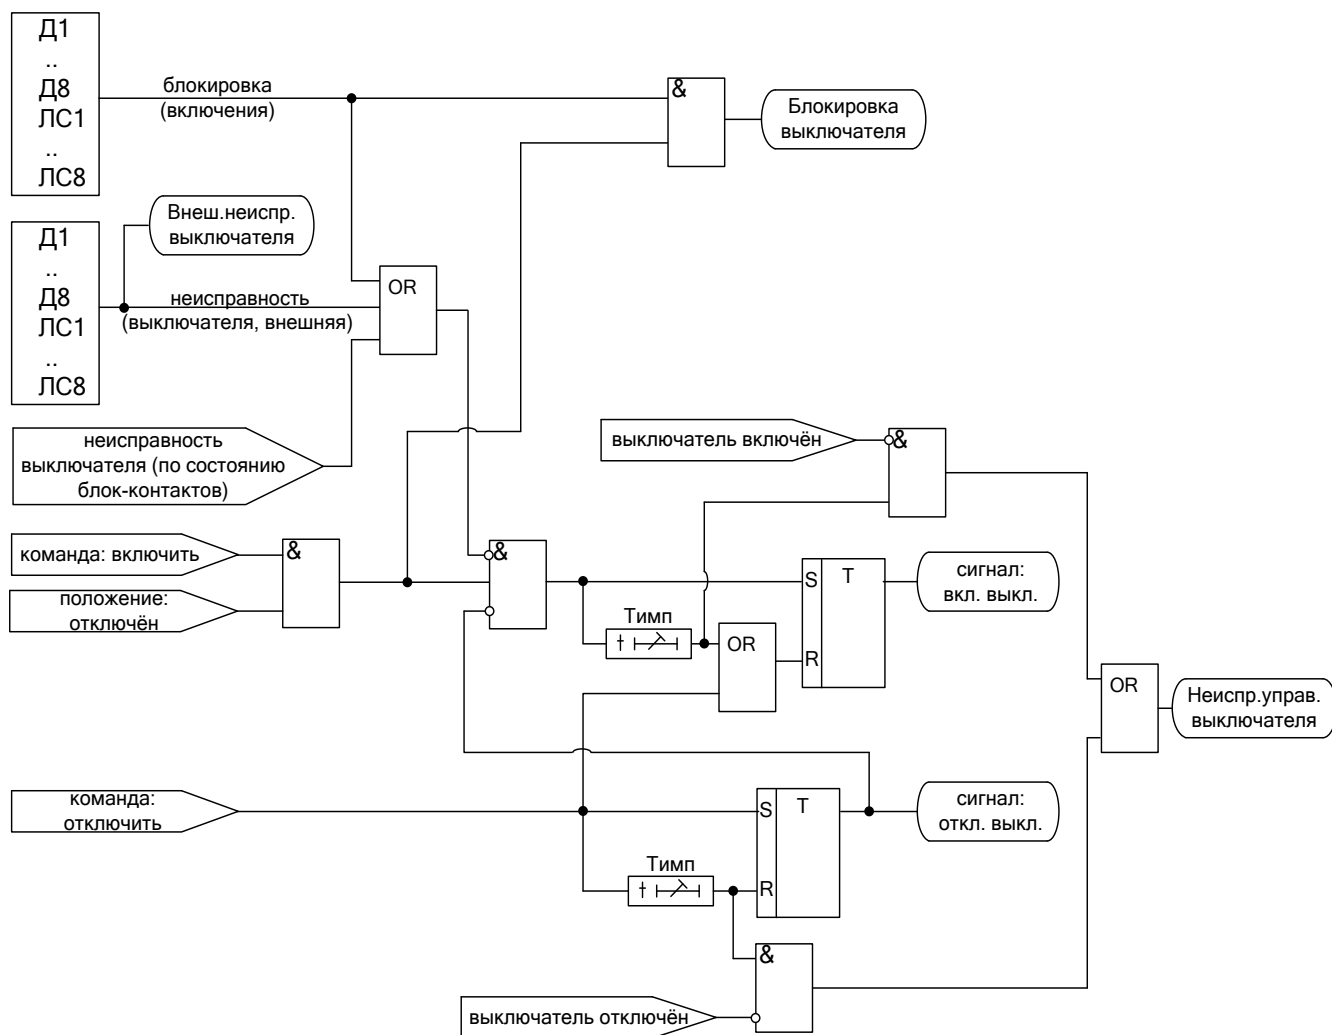 Д1
..
Д8
ЛС1
..
ЛС8
блокировка
(включения)
&
Блокировка
выключателя
Д1
..
Д8
ЛС1
..
ЛС8
Внеш.неиспр.
выключателя
неисправность
(выключателя, внешняя)
OR
неисправность
выключателя (по состоянию
блок-контактов)
выключатель включён
&
команда: включить
положение:
отключён
&
&
Тимп
t
OR
S
T
R
сигнал:
вкл. выкл.
OR
Неиспр.управ.
выключателя
команда:
отключить
S
T
R
сигнал:
откл. выкл.
Тимп
t
&
выключатель отключён